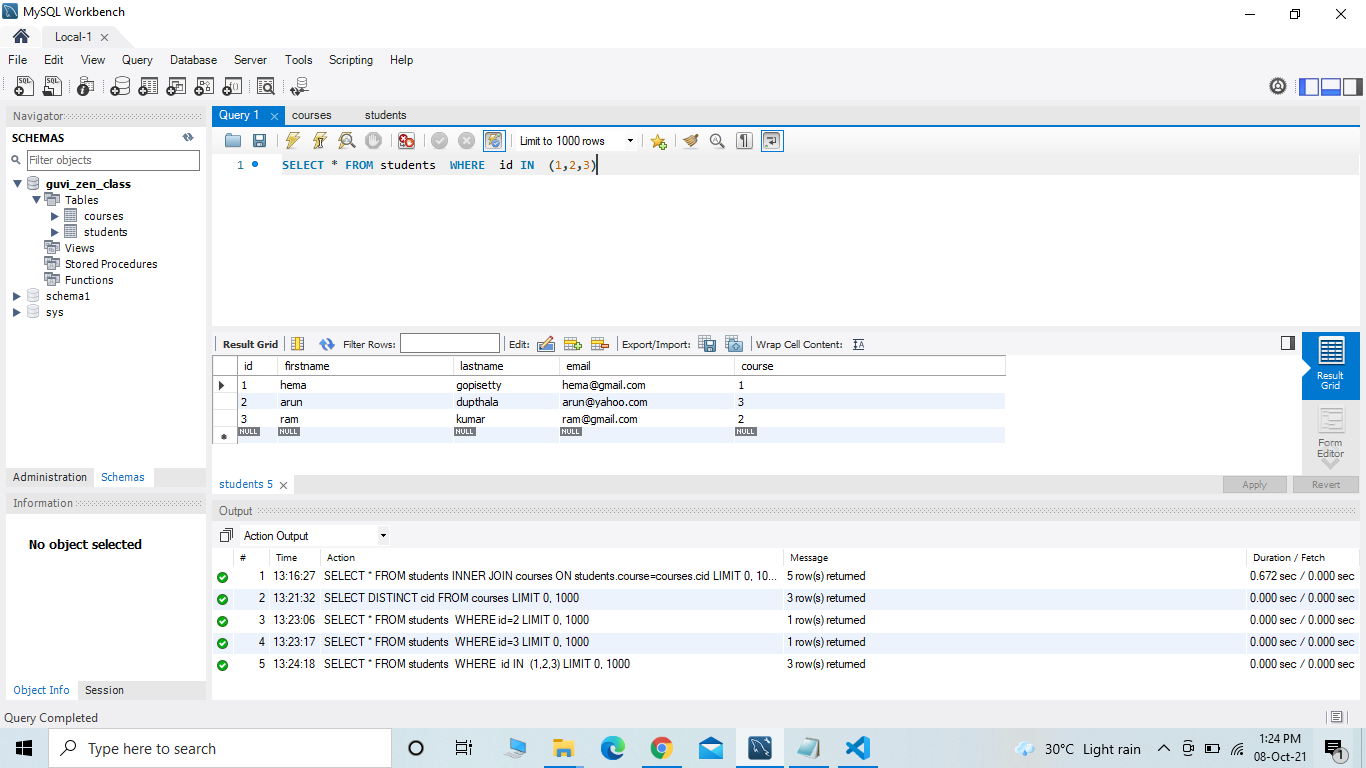 MySQL Workbench
Local-1
File Edit View Query Database Server Tools Scripting Help
Navigator
SCHEMAS
Filter objects
guvi_zen_class
Tables
courses
students
Views
Stored Procedures
Functions
schema1
sys
Administration Schemas
Information
No object selected
Object Info Session
Query 1 courses students
Limit to 1000 rows
1 SELECT * FROM students WHERE id IN (1,2,3)
Result Grid Filter Rows: Edit: Export/Import: Wrap Cell Content:
id firstname lastname email course
1 hema gopisetty hema@gmail.com 1
2 arun dupthala arun@yahoo.com 3
3 ram kumar ram@gmail.com 2
NULL NULL NULL NULL NULL
Result
Grid
Form
Editor
students 5
Apply Revert
Output
Action Output
# Time Action Message Duration / Fetch
1 13:16:27 SELECT * FROM students INNER JOIN courses ON students.course=courses.cid LIMIT 0, 10... 5 row(s) returned 0.672 sec / 0.000 sec
2 13:21:32 SELECT DISTINCT cid FROM courses LIMIT 0, 1000 3 row(s) returned 0.000 sec / 0.000 sec
3 13:23:06 SELECT * FROM students WHERE id=2 LIMIT 0, 1000 1 row(s) returned 0.000 sec / 0.000 sec
4 13:23:17 SELECT * FROM students WHERE id=3 LIMIT 0, 1000 1 row(s) returned 0.000 sec / 0.000 sec
5 13:24:18 SELECT * FROM students WHERE id IN (1,2,3) LIMIT 0, 1000 3 row(s) returned 0.000 sec / 0.000 sec
Query Completed
Type here to search
30°C Light rain
1:24 PM
08-Oct-21
1